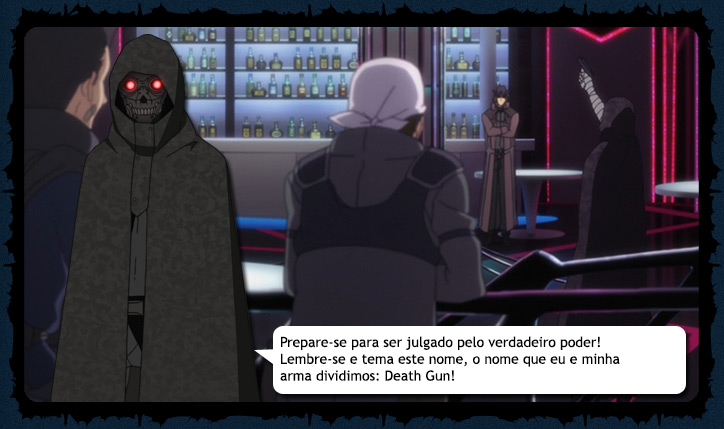 Prepare-se para ser julgado pelo verdadeiro poder!
Lembre-se e tema este nome, o nome que eu e minha
arma dividimos: Death Gun!